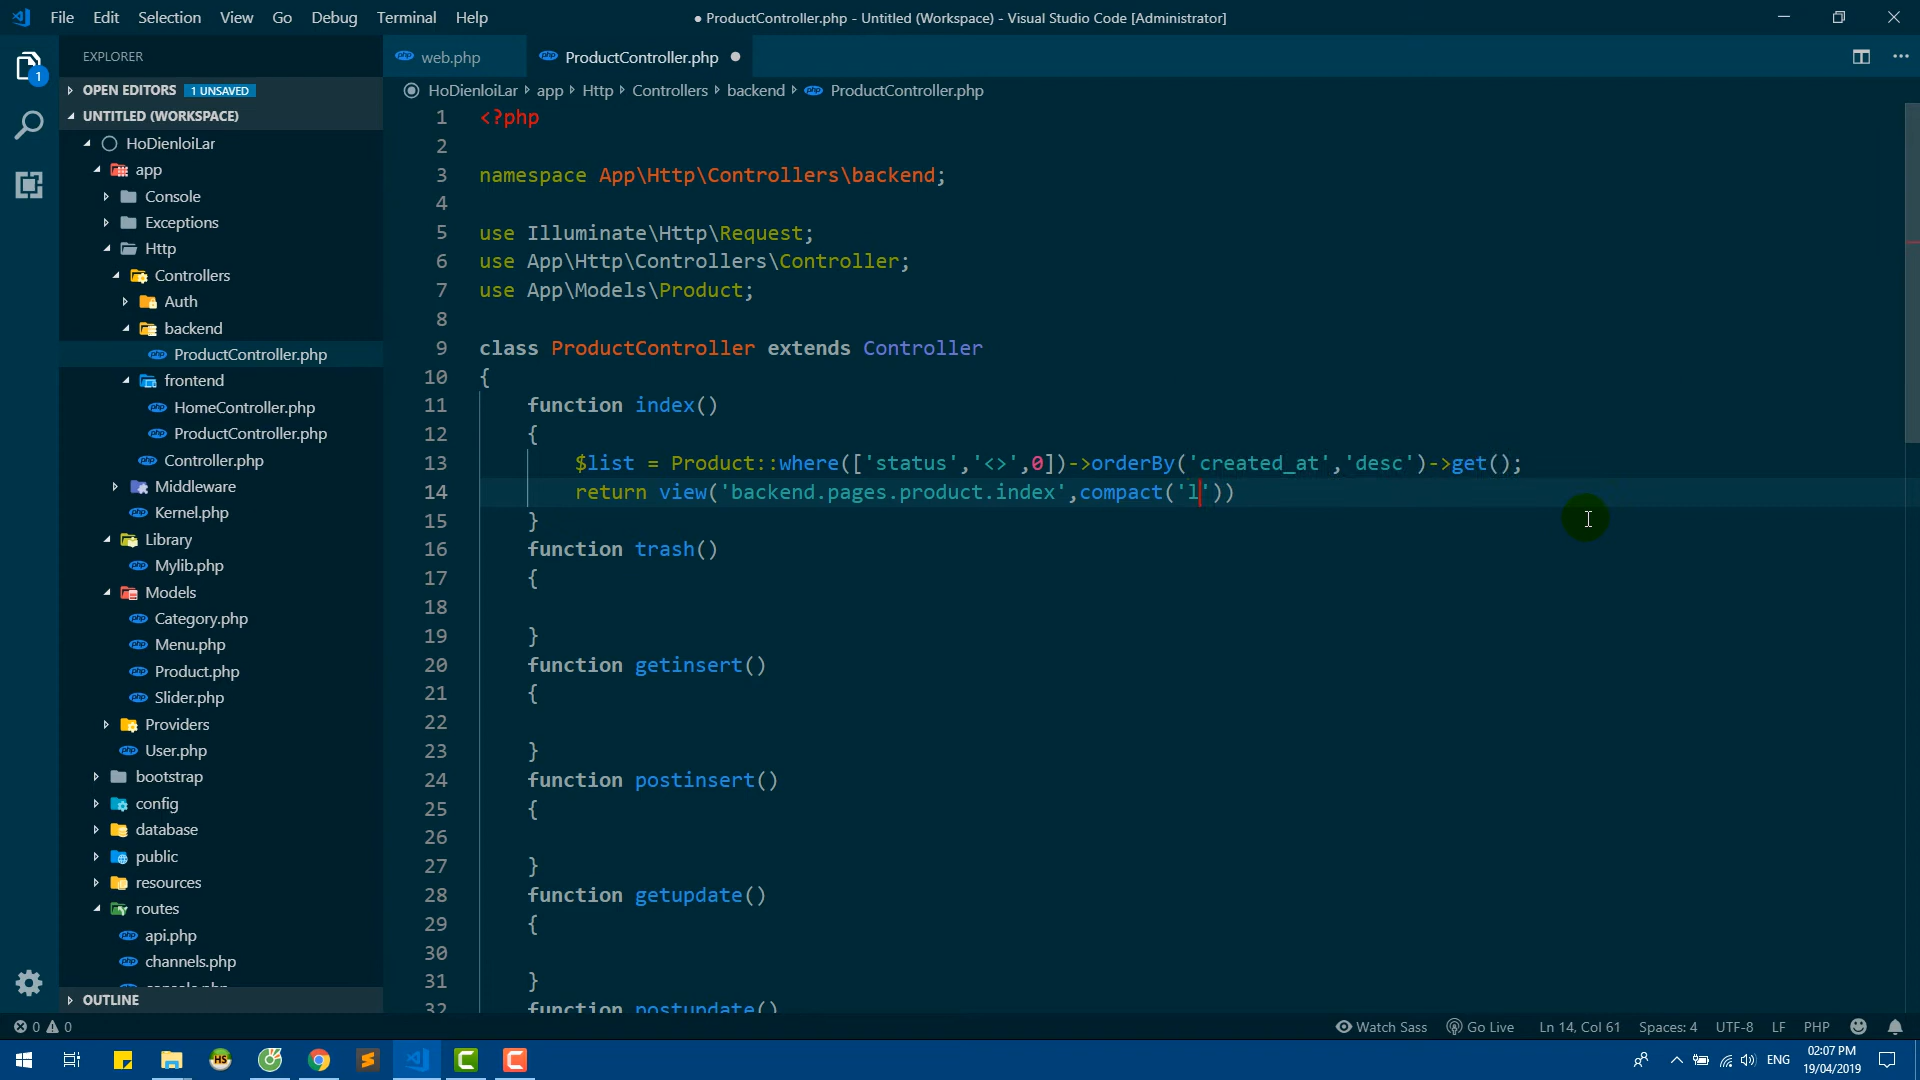 File Edit Selection View Go Debug Terminal Help
● ProductController.php - Untitled (Workspace) - Visual Studio Code [Administrator]
EXPLORER
OPEN EDITORS 1 UNSAVED
UNTITLED (WORKSPACE)
HoDienloiLar
app
Console
Exceptions
Http
Controllers
Auth
backend
ProductController.php
frontend
HomeController.php
ProductController.php
Controller.php
Middleware
Kernel.php
Library
Mylib.php
Models
Category.php
Menu.php
Product.php
Slider.php
Providers
User.php
bootstrap
config
database
public
resources
routes
api.php
channels.php
console.php
OUTLINE
1
web.php
ProductController.php ●
HoDienloiLar app Http Controllers backend ProductController.php
1 <?php
2
3 namespace App\Http\Controllers\backend;
4
5 use Illuminate\Http\Request;
6 use App\Http\Controllers\Controller;
7 use App\Models\Product;
8
9 class ProductController extends Controller
10 {
11 function index()
12 {
13 $list = Product::where(['status','<>',0])->orderBy('created_at','desc')->get();
14 return view('backend.pages.product.index',compact('l'))
15 }
16 function trash()
17 {
18
19 }
20 function getinsert()
21 {
22
23 }
24 function postinsert()
25 {
26
27 }
28 function getupdate()
29 {
30
31 }
32 function postupdate()
0 0
Watch Sass Go Live Ln 14, Col 61 Spaces: 4 UTF-8 LF PHP
HS
ENG
02:07 PM
19/04/2019